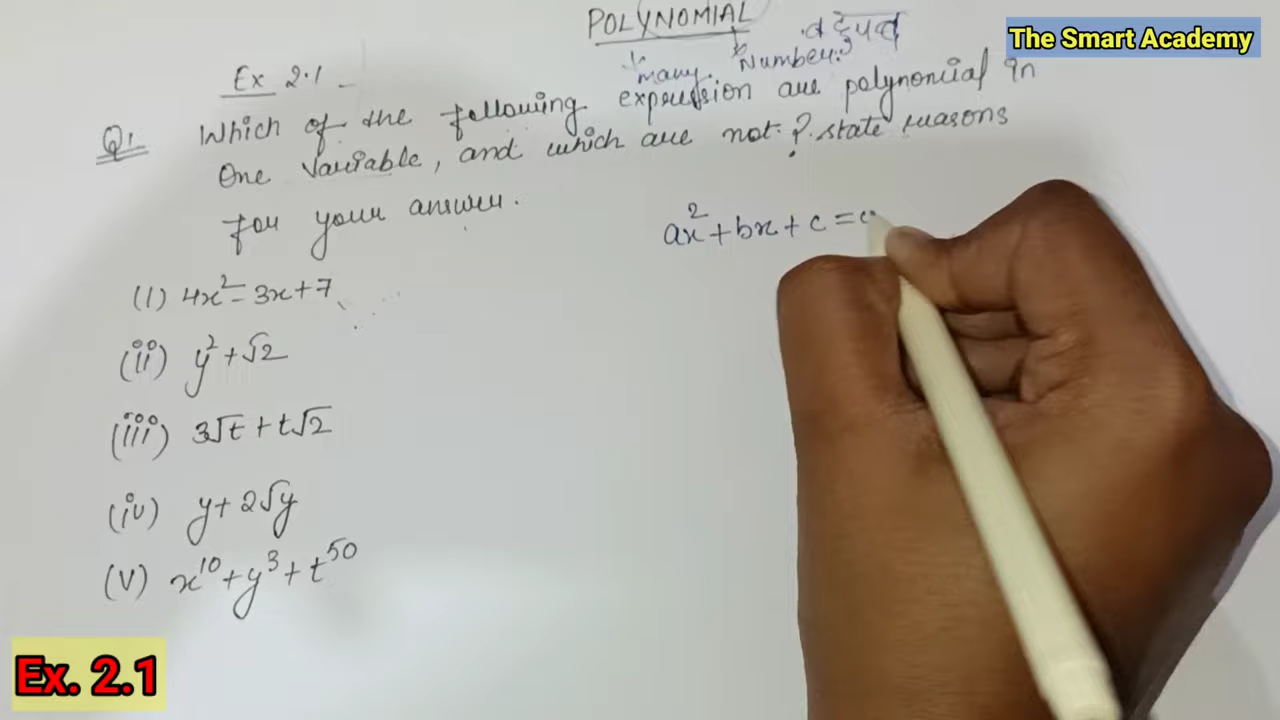 POLYNOMIAL
The Smart Academy
many. Number.
Ex 2.1
Q1. Which of the following expression are polynomial in
One Variable, and which are not ? state reasons
for your answer.
ax² + bx + c =
(I) 4x² - 3x + 7
(ii) y² + √2
(iii) 3√t + t√2
(iv) y + 2√y
(V) x¹⁰ + y³ + t⁵⁰
Ex. 2.1